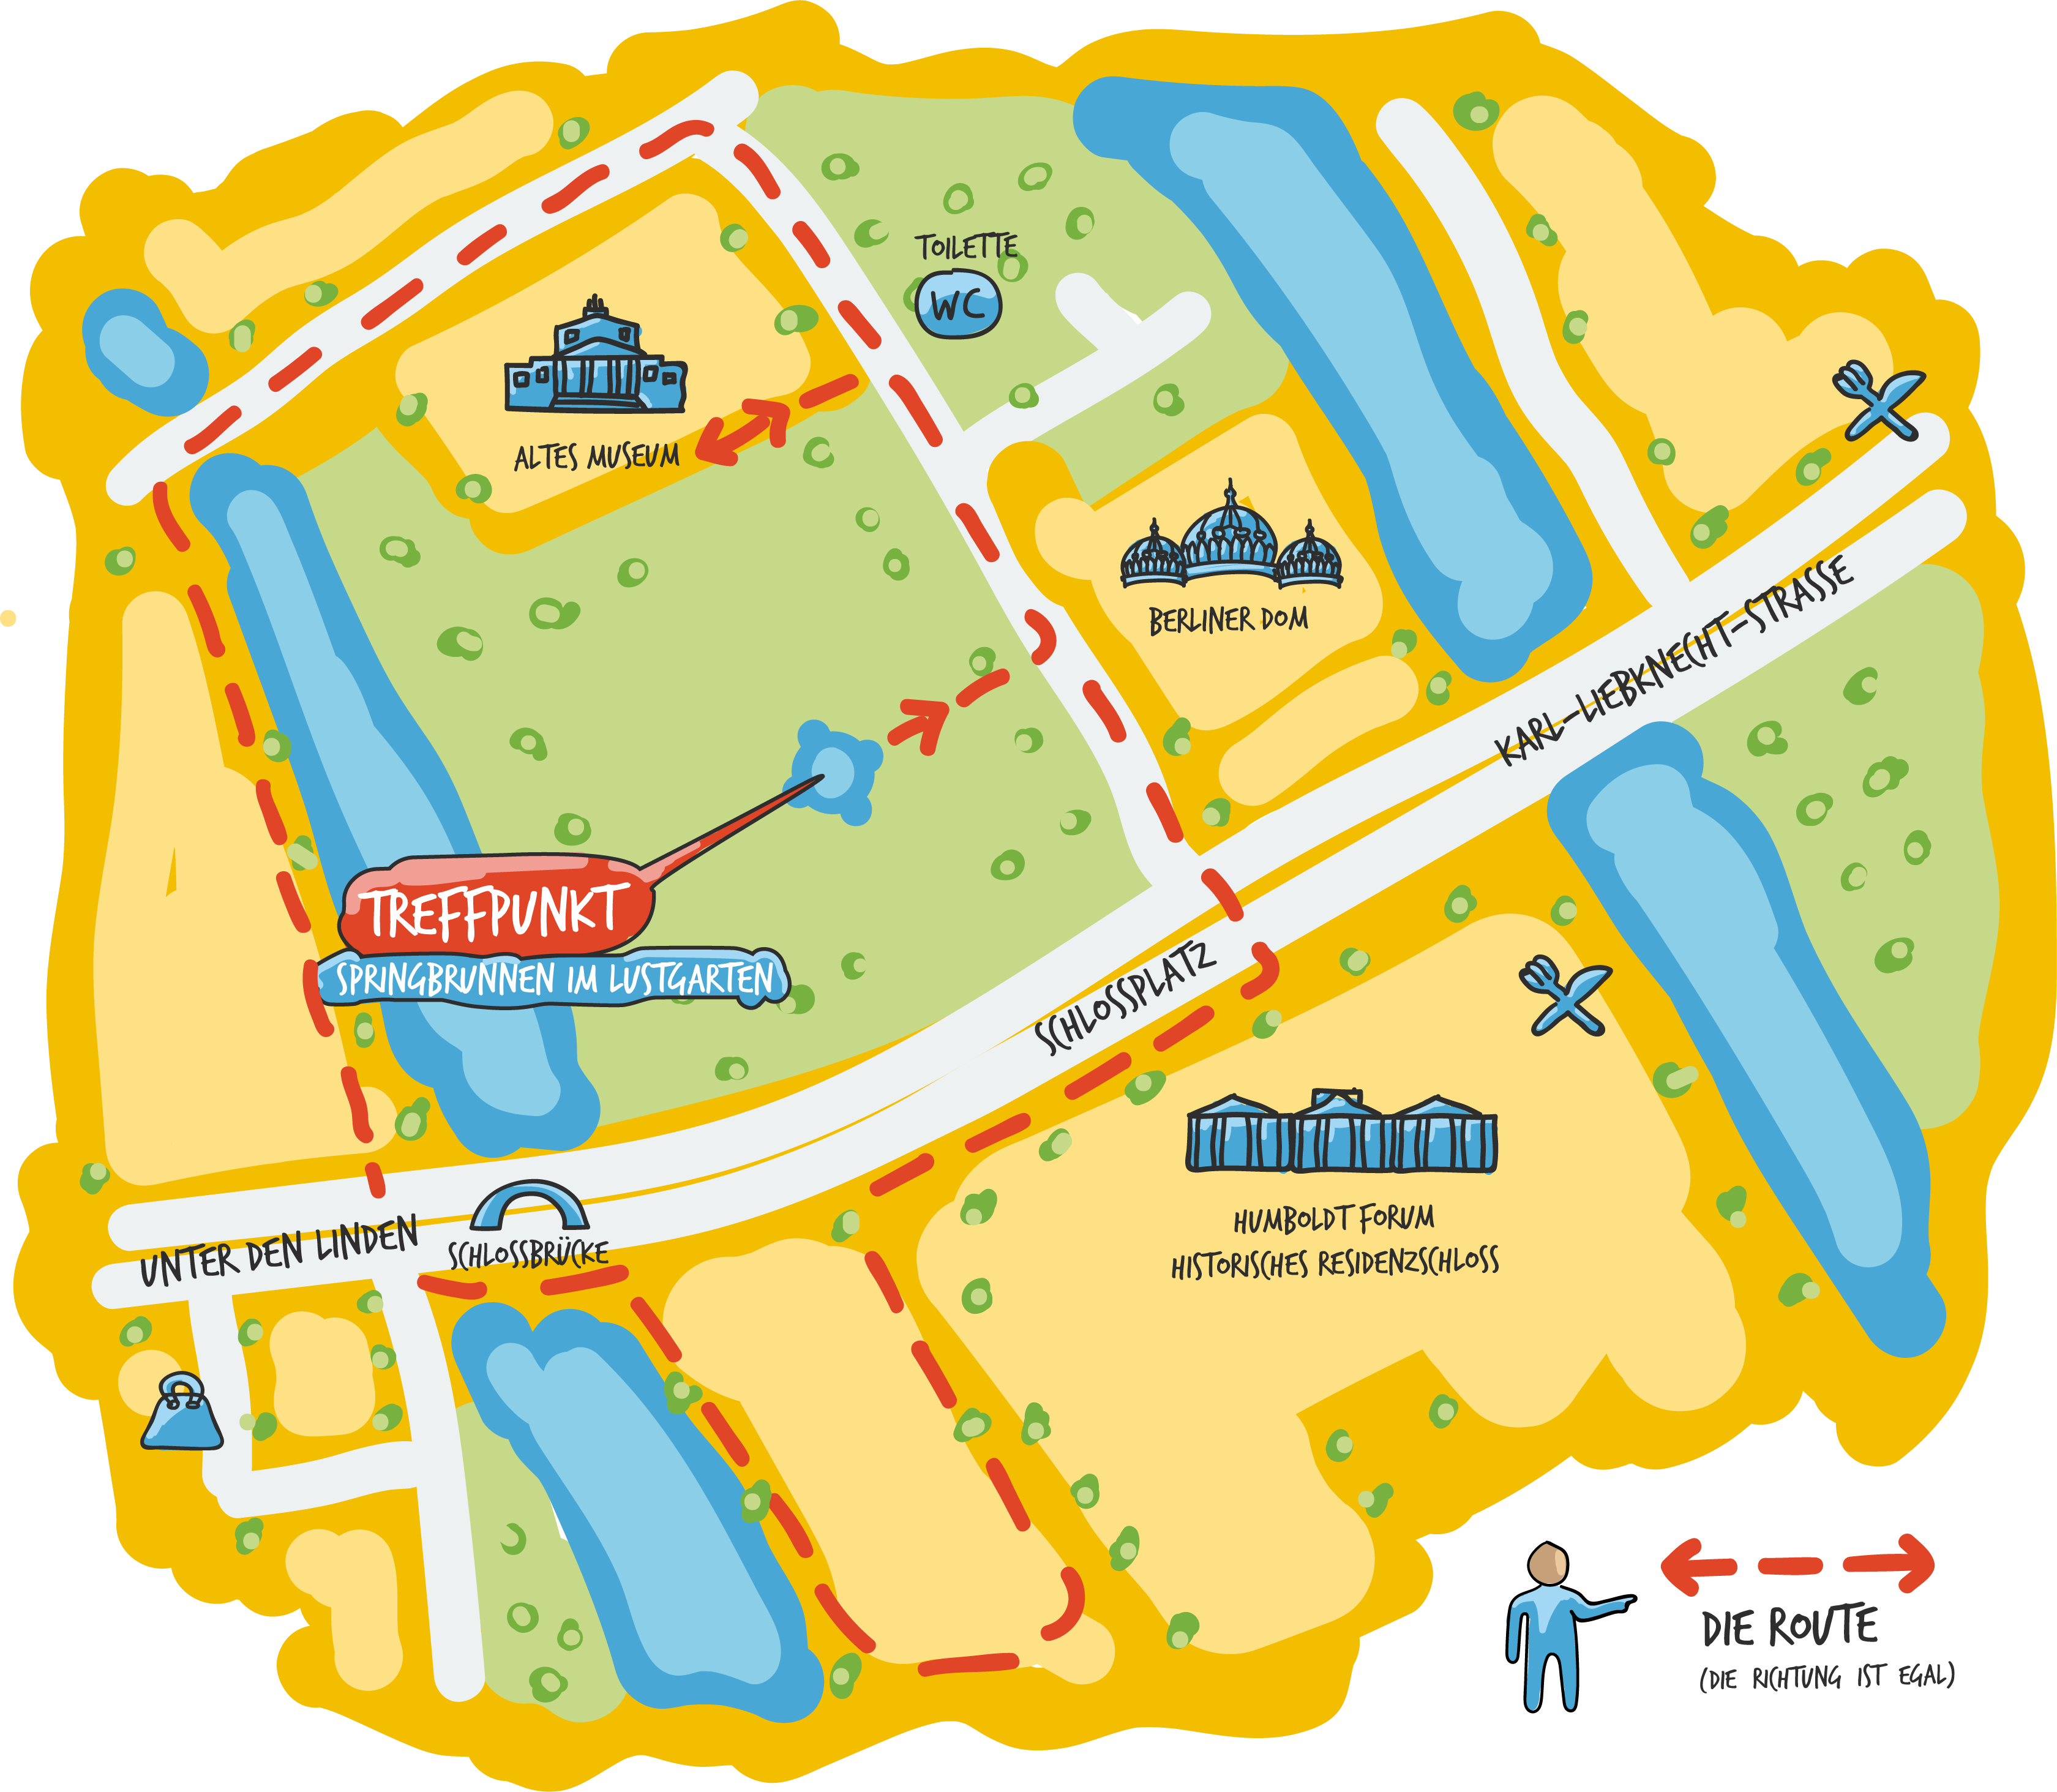 TOILETTE
WC
ALTES MUSEUM
BERLINER DOM
KARL-LIEBKNECHT-STRASSE
TREFFPUNKT
SPRINGBRUNNEN IM LUSTGARTEN
SCHLOSSPLATZ
UNTER DEN LINDEN
SCHLOSSBRÜCKE
HUMBOLDT FORUM
HISTORISCHES RESIDENZSCHLOSS
DIE ROUTE
(DIE RICHTUNG IST EGAL)